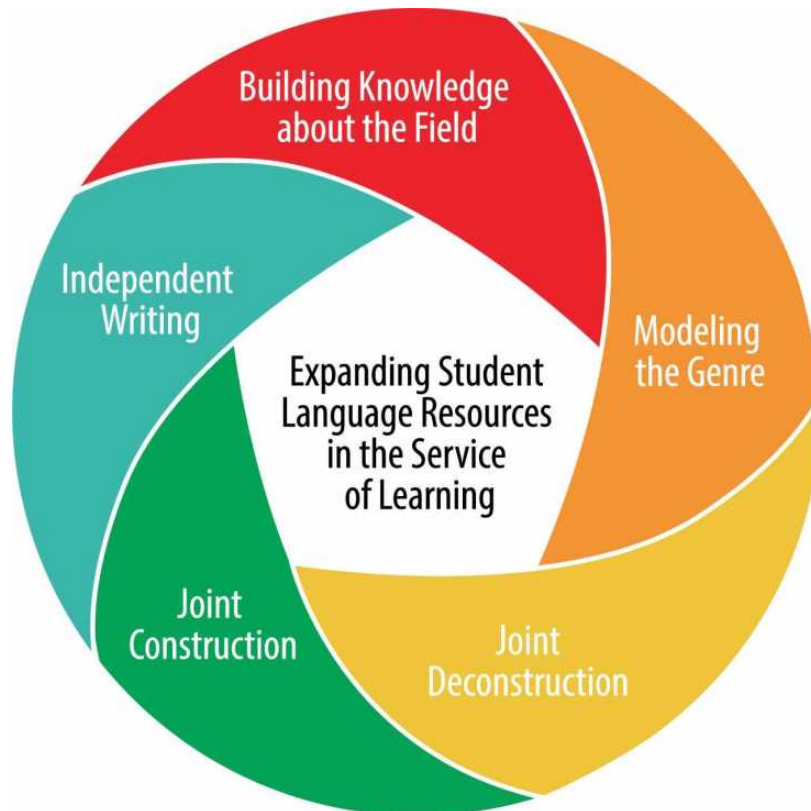 Building Knowledge
about the Field
Modeling
the Genre
Joint
Deconstruction
Joint
Construction
Independent
Writing
Expanding Student
Language Resources
in the Service
of Learning